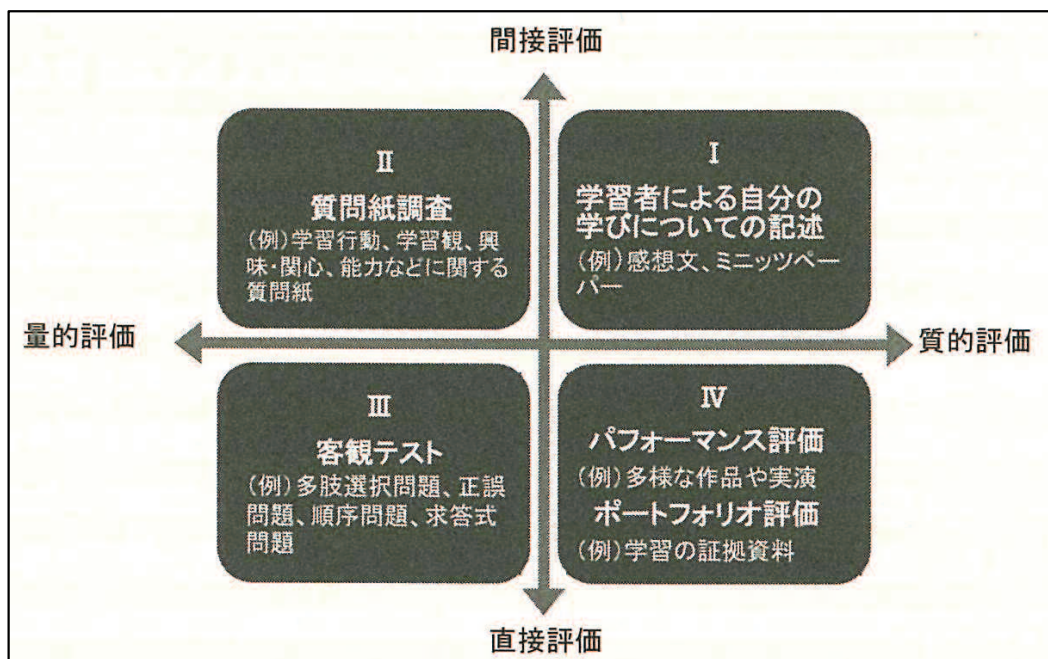 間接評価
Ⅱ
質問紙調査
(例)学習行動、学習観、興
味・関心、能力などに関する
質問紙
Ⅰ
学習者による自分の
学びについての記述
(例)感想文、ミニッツペー
パー
量的評価
質的評価
Ⅲ
客観テスト
(例)多肢選択問題、正誤
問題、順序問題、求答式
問題
Ⅳ
パフォーマンス評価
(例)多様な作品や実演
ポートフォリオ評価
(例)学習の証拠資料
直接評価